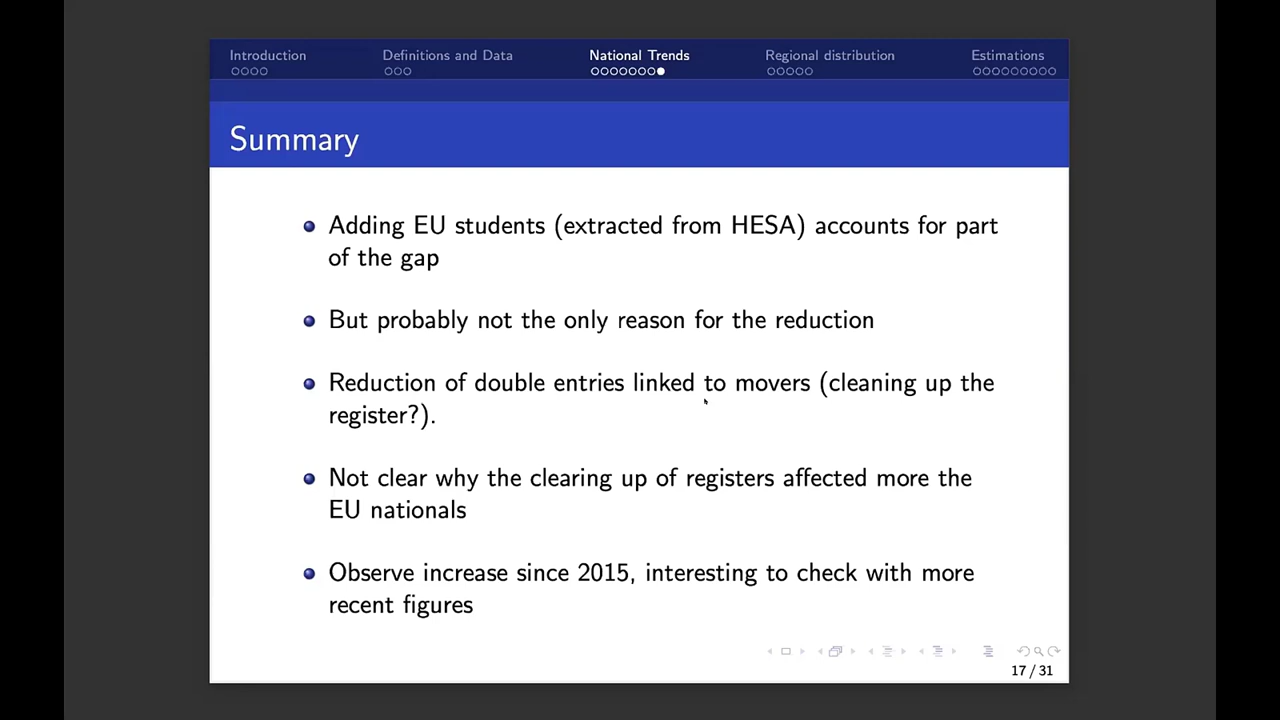 Introduction Definitions and Data National Trends Regional distribution Estimations
Summary
Adding EU students (extracted from HESA) accounts for part
of the gap
But probably not the only reason for the reduction
Reduction of double entries linked to movers (cleaning up the
register?).
Not clear why the clearing up of registers affected more the
EU nationals
Observe increase since 2015, interesting to check with more
recent figures
17 / 31